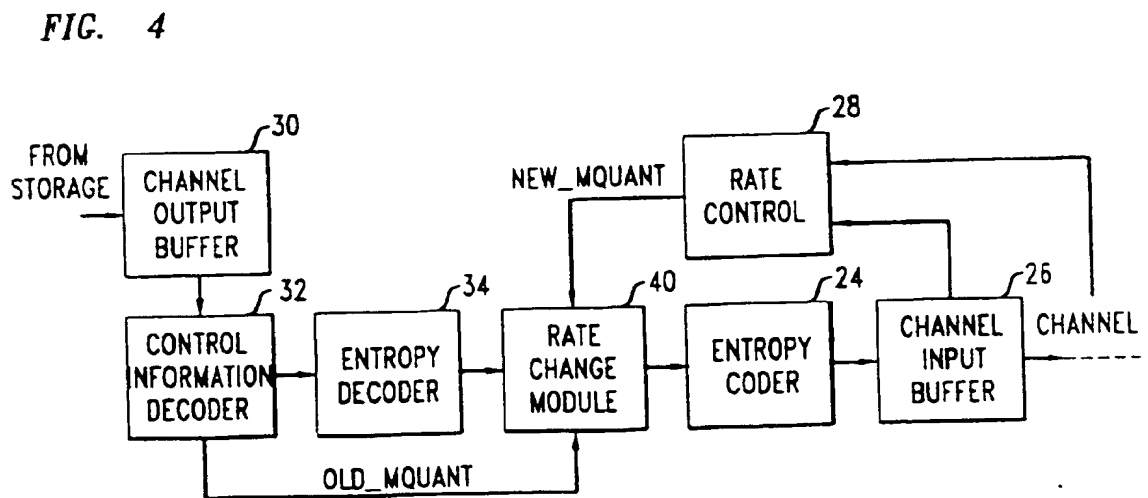 FIG. 4
FROM
STORAGE
30
CHANNEL
OUTPUT
BUFFER
32
CONTROL
INFORMATION
DECODER
34
ENTROPY
DECODER
OLD_MQUANT
NEW_MQUANT
28
RATE
CONTROL
40
RATE
CHANGE
MODULE
24
ENTROPY
CODER
26
CHANNEL
INPUT
BUFFER
CHANNEL